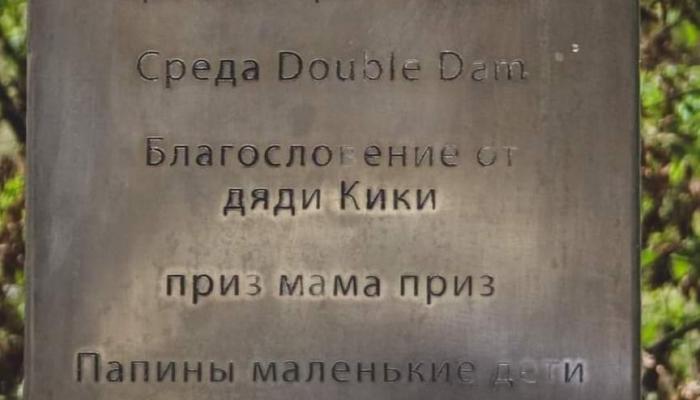 Среда Double Dam
Благословение от
дяди Кики
приз мама приз
Папины маленькие дети